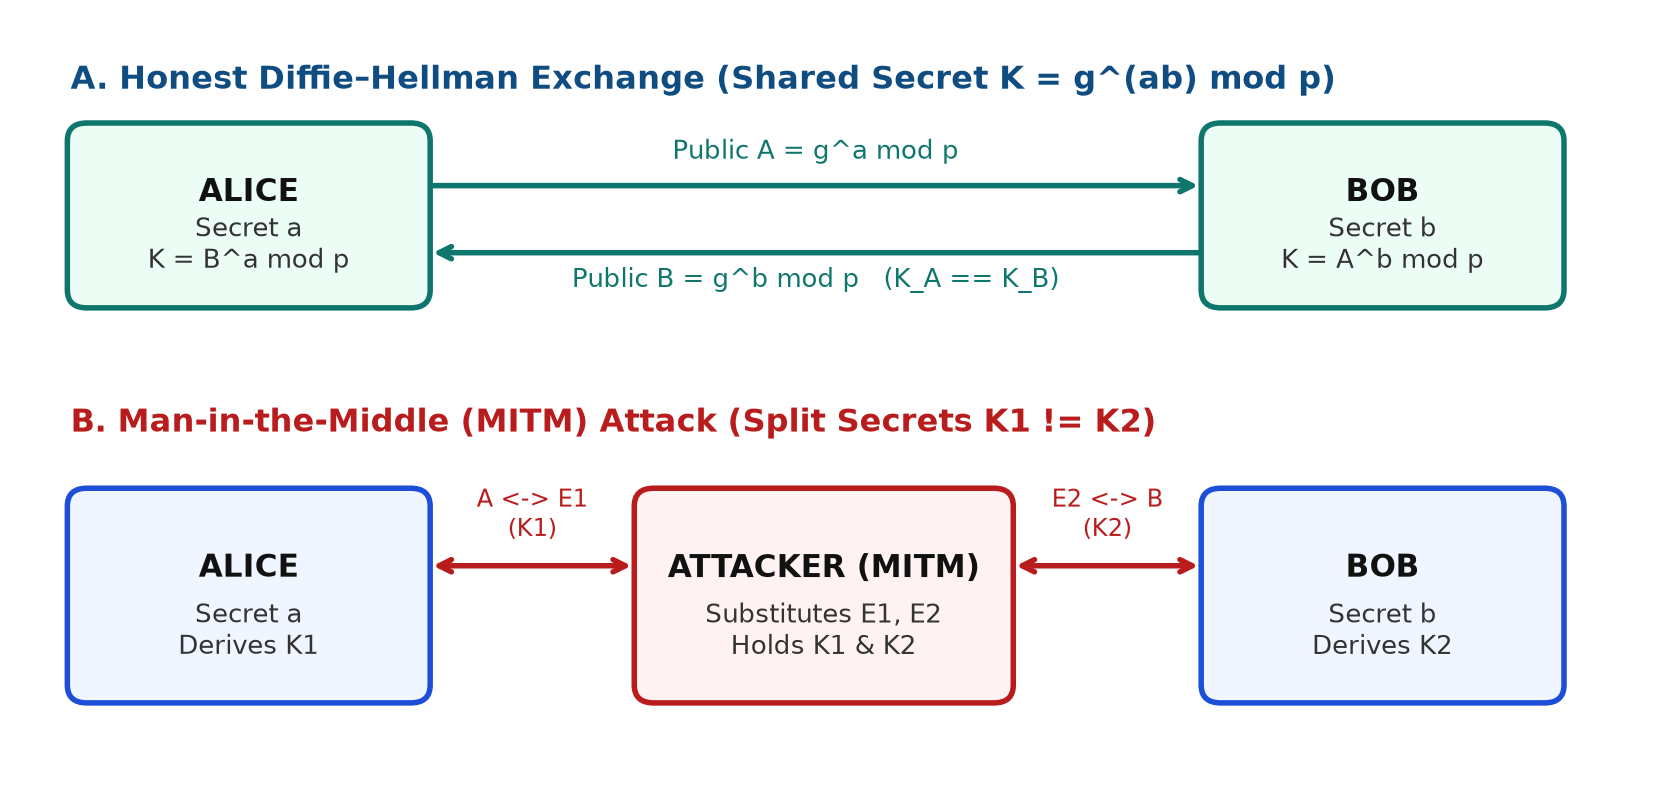 A. Honest Diffie–Hellman Exchange (Shared Secret K = g^(ab) mod p)
Public A = g^a mod p
ALICE
Secret a
K = B^a mod p
BOB
Secret b
K = A^b mod p
Public B = g^b mod p (K_A == K_B)
B. Man-in-the-Middle (MITM) Attack (Split Secrets K1 != K2)
A <-> E1
(K1)
E2 <-> B
(K2)
ALICE
Secret a
Derives K1
ATTACKER (MITM)
Substitutes E1, E2
Holds K1 & K2
BOB
Secret b
Derives K2